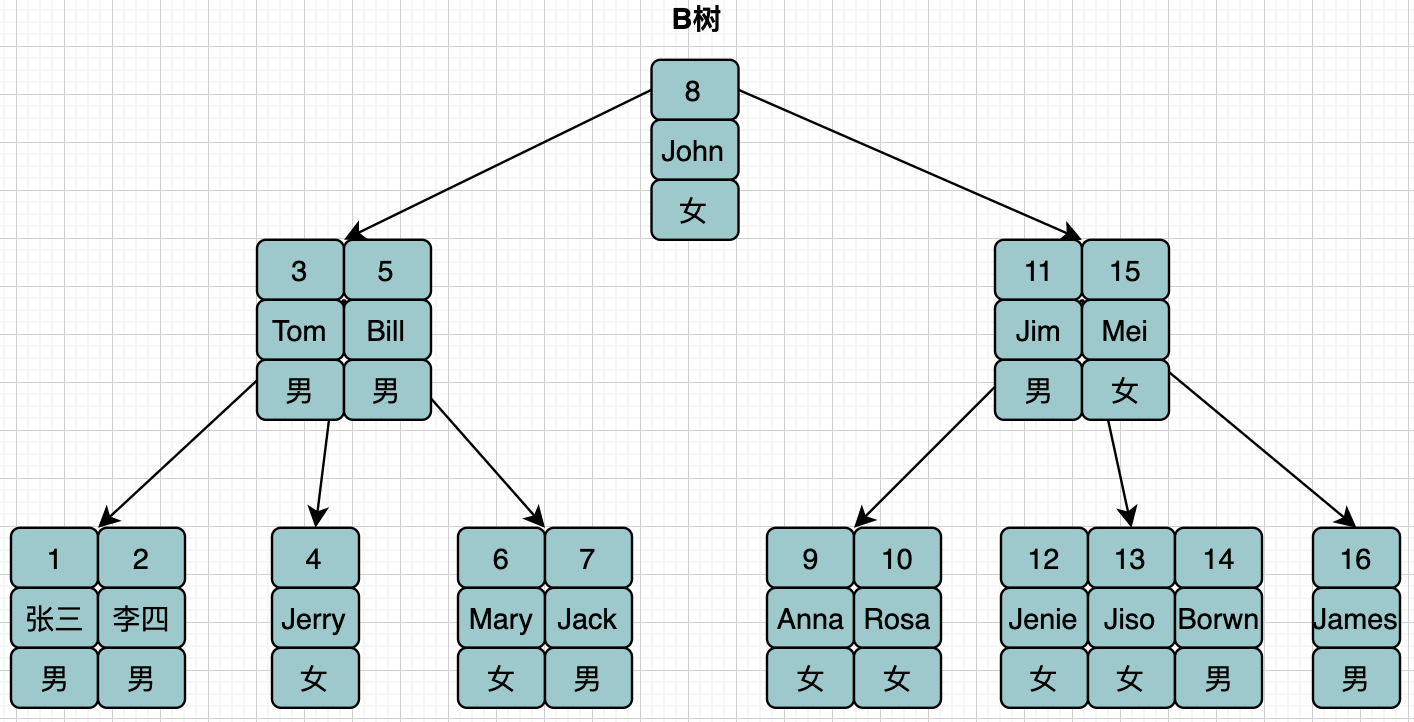 B树
8
John
女
3 5
Tom Bill
男 男
11 15
Jim Mei
男 女
1 2
张三 李四
男 男
4
Jerry
女
6 7
Mary Jack
女 男
9 10
Anna Rosa
女 女
12 13 14
Jenie Jiso Borwn
女 女 男
16
James
男